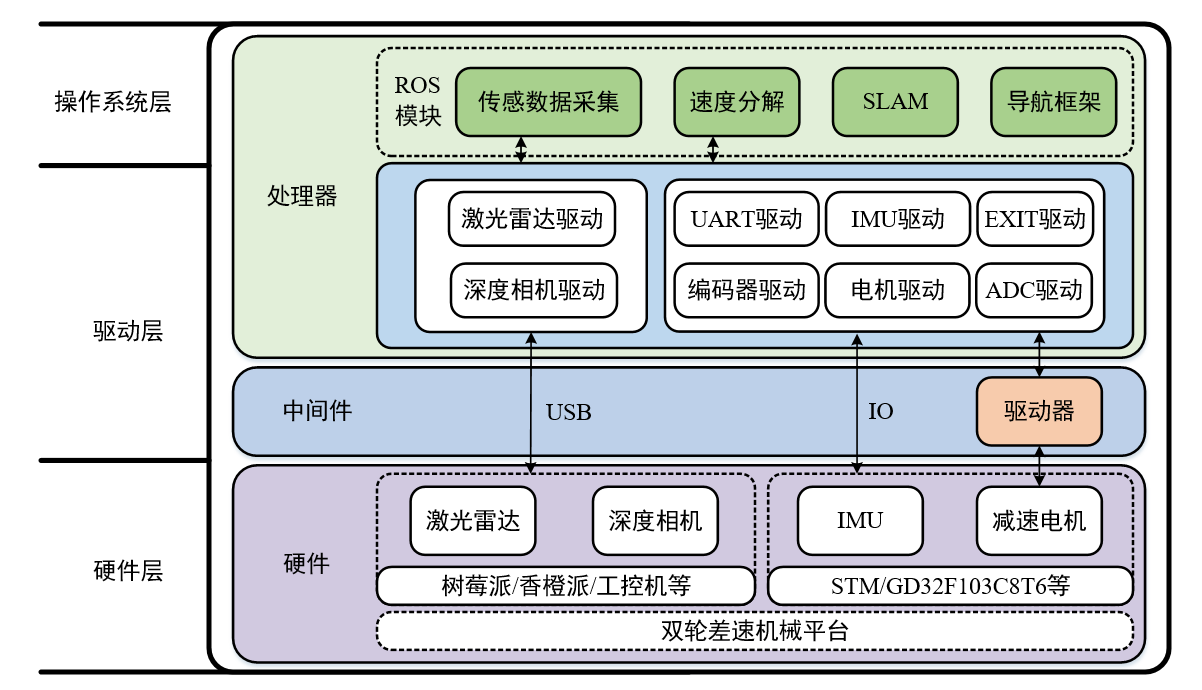 操作系统层
ROS
模块
传感数据采集
速度分解
SLAM
导航框架
处理器
激光雷达驱动
UART驱动
IMU驱动
EXIT驱动
深度相机驱动
编码器驱动
电机驱动
ADC驱动
驱动层
中间件
USB
IO
驱动器
硬件层
硬件
激光雷达
深度相机
IMU
减速电机
树莓派/香橙派/工控机等
STM/GD32F103C8T6等
双轮差速机械平台